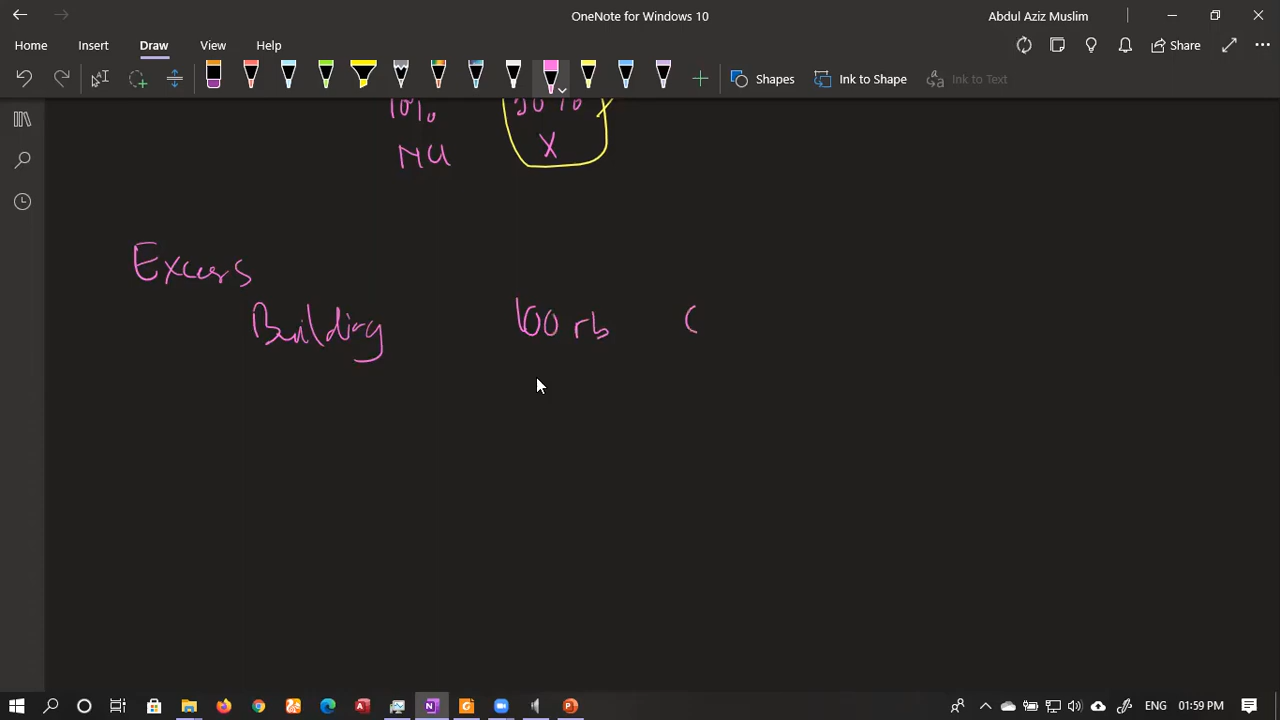 OneNote for Windows 10
Abdul Aziz Muslim
Home Insert Draw View Help
Share
Shapes Ink to Shape Ink to Text
10%
NCI X
Excess
Building 100 rb (
ENG 01:59 PM